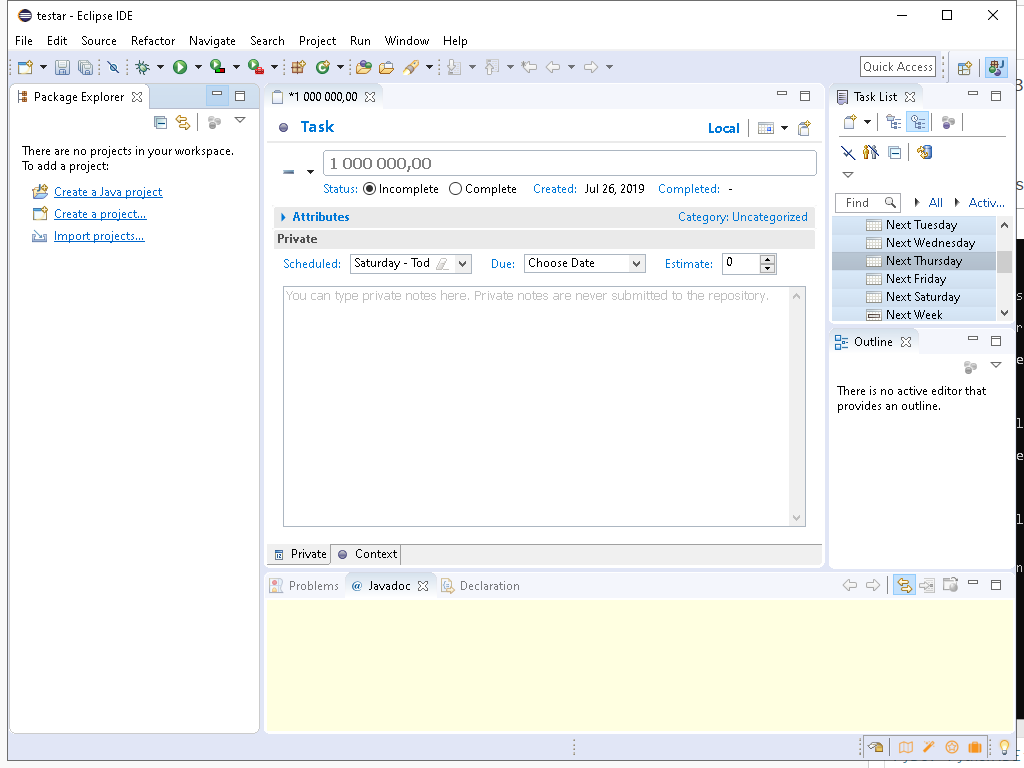 testar - Eclipse IDE
File Edit Source Refactor Navigate Search Project Run Window Help
Quick Access
Package Explorer
There are no projects in your workspace.
To add a project:
Create a Java project
Create a project...
Import projects...
*1 000 000,00
Task
Local
1 000 000,00
Status: Incomplete Complete Created: Jul 26, 2019 Completed: -
Attributes
Category: Uncategorized
Private
Scheduled: Saturday - Tod Due: Choose Date Estimate: 0
You can type private notes here. Private notes are never submitted to the repository.
Private Context
Problems @ Javadoc Declaration
Task List
Find All Activ...
Next Tuesday
Next Wednesday
Next Thursday
Next Friday
Next Saturday
Next Week
Outline
There is no active editor that
provides an outline.